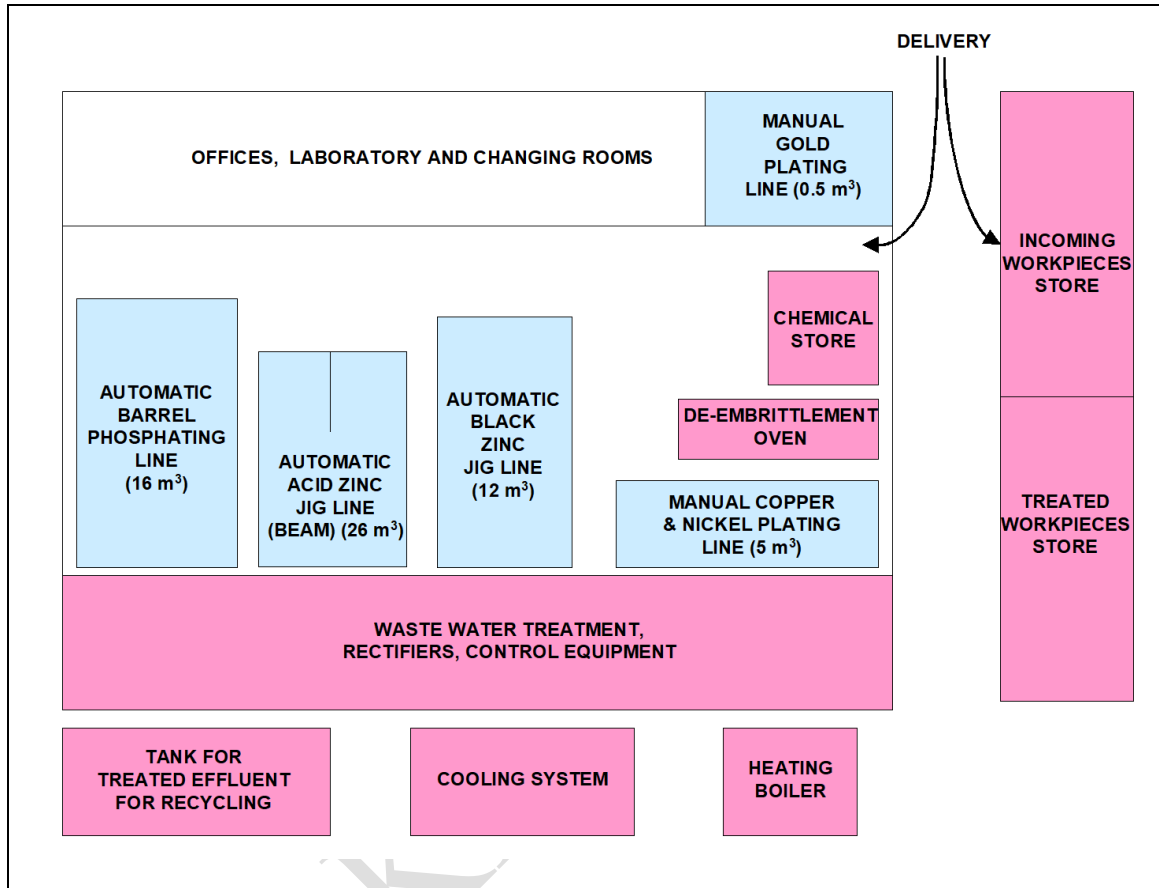 DELIVERY
OFFICES, LABORATORY AND CHANGING ROOMS
MANUAL
GOLD
PLATING
LINE (0.5 m³)
INCOMING
WORKPIECES
STORE
CHEMICAL
STORE
AUTOMATIC
BARREL
PHOSPHATING
LINE
(16 m³)
AUTOMATIC
ACID ZINC
JIG LINE
(BEAM) (26 m³)
AUTOMATIC
BLACK
ZINC
JIG LINE
(12 m³)
DE-EMBRITTLEMENT
OVEN
MANUAL COPPER
& NICKEL PLATING
LINE (5 m³)
TREATED
WORKPIECES
STORE
WASTE WATER TREATMENT,
RECTIFIERS, CONTROL EQUIPMENT
TANK FOR
TREATED EFFLUENT
FOR RECYCLING
COOLING SYSTEM
HEATING
BOILER